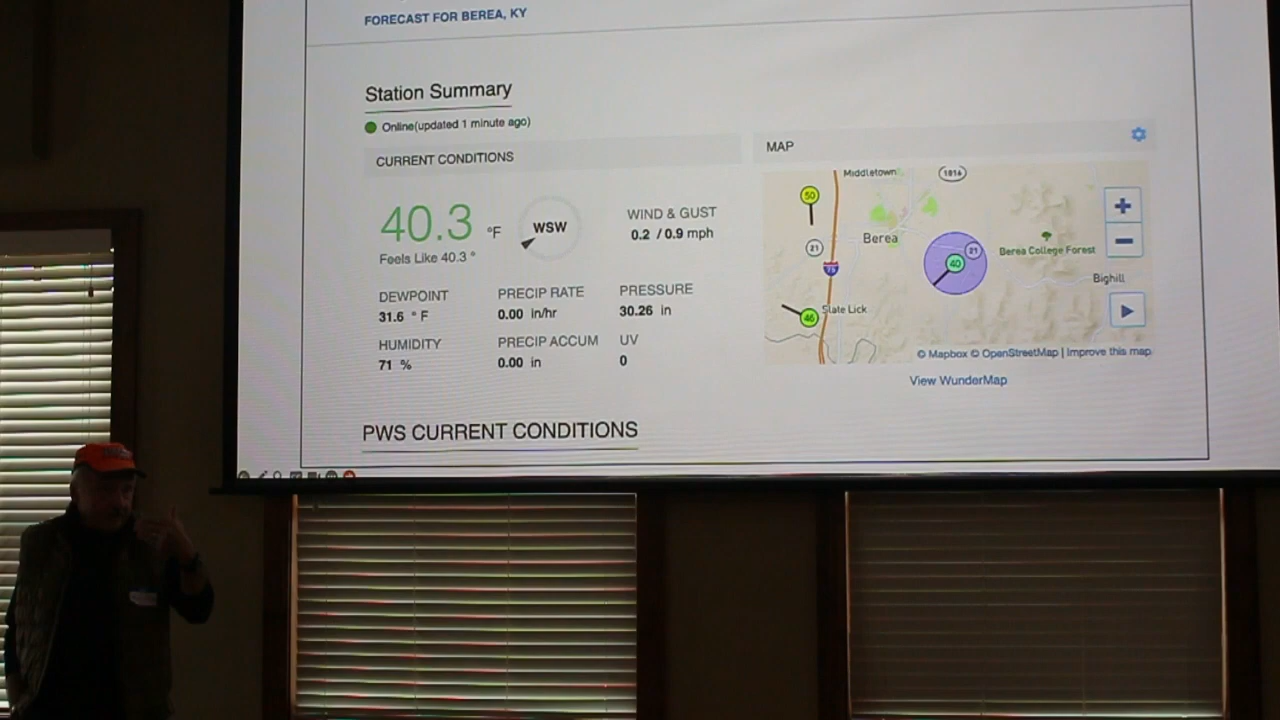 FORECAST FOR BEREA, KY
Station Summary
Online(updated 1 minute ago)
CURRENT CONDITIONS
40.3 °F
Feels Like 40.3 °
WSW
WIND & GUST
0.2 / 0.9 mph
DEWPOINT
31.6 ° F
PRECIP RATE
0.00 in/hr
PRESSURE
30.26 in
HUMIDITY
71 %
PRECIP ACCUM
0.00 in
UV
0
MAP
Middletown
1016
50
21
Berea
75
40
21
Berea College Forest
Bighill
46
Slate Lick
+
−
© Mapbox © OpenStreetMap | Improve this map
View WunderMap
PWS CURRENT CONDITIONS